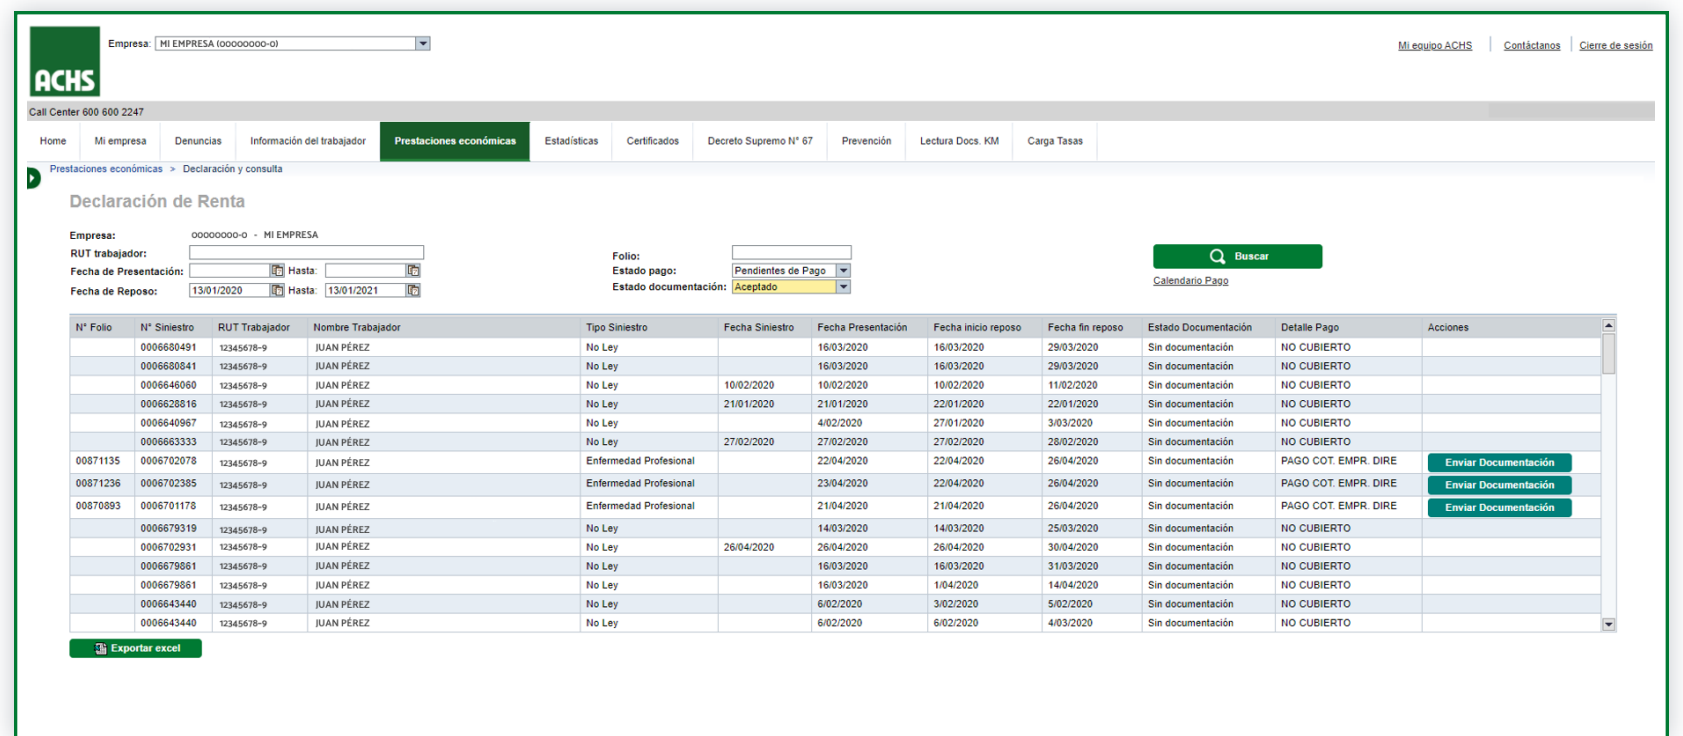 Empresa: MI EMPRESA (00000000-0)
Mi equipo ACHS Contáctanos Cierre de sesión
ACHS
Call Center 600 600 2247
Home Mi empresa Denuncias Información del trabajador Prestaciones económicas Estadísticas Certificados Decreto Supremo N° 67 Prevención Lectura Docs. KM Carga Tasas
Prestaciones económicas > Declaración y consulta
Declaración de Renta
Empresa: 00000000-0 - MI EMPRESA
RUT trabajador: Folio: Buscar
Fecha de Presentación: Hasta: Estado pago: Pendientes de Pago
Fecha de Reposo: 13/01/2020 Hasta: 13/01/2021 Estado documentación: Aceptado Calendario Pago
N° Folio N° Siniestro RUT Trabajador Nombre Trabajador Tipo Siniestro Fecha Siniestro Fecha Presentación Fecha inicio reposo Fecha fin reposo Estado Documentación Detalle Pago Acciones
0006680491 12345678-9 JUAN PÉREZ No Ley 16/03/2020 16/03/2020 29/03/2020 Sin documentación NO CUBIERTO
0006680841 12345678-9 JUAN PÉREZ No Ley 16/03/2020 16/03/2020 29/03/2020 Sin documentación NO CUBIERTO
0006646060 12345678-9 JUAN PÉREZ No Ley 10/02/2020 10/02/2020 10/02/2020 11/02/2020 Sin documentación NO CUBIERTO
0006628816 12345678-9 JUAN PÉREZ No Ley 21/01/2020 21/01/2020 22/01/2020 22/01/2020 Sin documentación NO CUBIERTO
0006640967 12345678-9 JUAN PÉREZ No Ley 4/02/2020 27/01/2020 3/03/2020 Sin documentación NO CUBIERTO
0006663333 12345678-9 JUAN PÉREZ No Ley 27/02/2020 27/02/2020 27/02/2020 28/02/2020 Sin documentación NO CUBIERTO
00871135 0006702078 12345678-9 JUAN PÉREZ Enfermedad Profesional 22/04/2020 22/04/2020 26/04/2020 Sin documentación PAGO COT. EMPR. DIRE Enviar Documentación
00871236 0006702385 12345678-9 JUAN PÉREZ Enfermedad Profesional 23/04/2020 22/04/2020 26/04/2020 Sin documentación PAGO COT. EMPR. DIRE Enviar Documentación
00870893 0006701178 12345678-9 JUAN PÉREZ Enfermedad Profesional 21/04/2020 21/04/2020 26/04/2020 Sin documentación PAGO COT. EMPR. DIRE Enviar Documentación
0006679319 12345678-9 JUAN PÉREZ No Ley 14/03/2020 14/03/2020 25/03/2020 Sin documentación NO CUBIERTO
0006702931 12345678-9 JUAN PÉREZ No Ley 26/04/2020 26/04/2020 26/04/2020 30/04/2020 Sin documentación NO CUBIERTO
0006679861 12345678-9 JUAN PÉREZ No Ley 16/03/2020 16/03/2020 31/03/2020 Sin documentación NO CUBIERTO
0006679861 12345678-9 JUAN PÉREZ No Ley 16/03/2020 1/04/2020 14/04/2020 Sin documentación NO CUBIERTO
0006643440 12345678-9 JUAN PÉREZ No Ley 6/02/2020 3/02/2020 5/02/2020 Sin documentación NO CUBIERTO
0006643440 12345678-9 JUAN PÉREZ No Ley 6/02/2020 6/02/2020 4/03/2020 Sin documentación NO CUBIERTO
Exportar excel